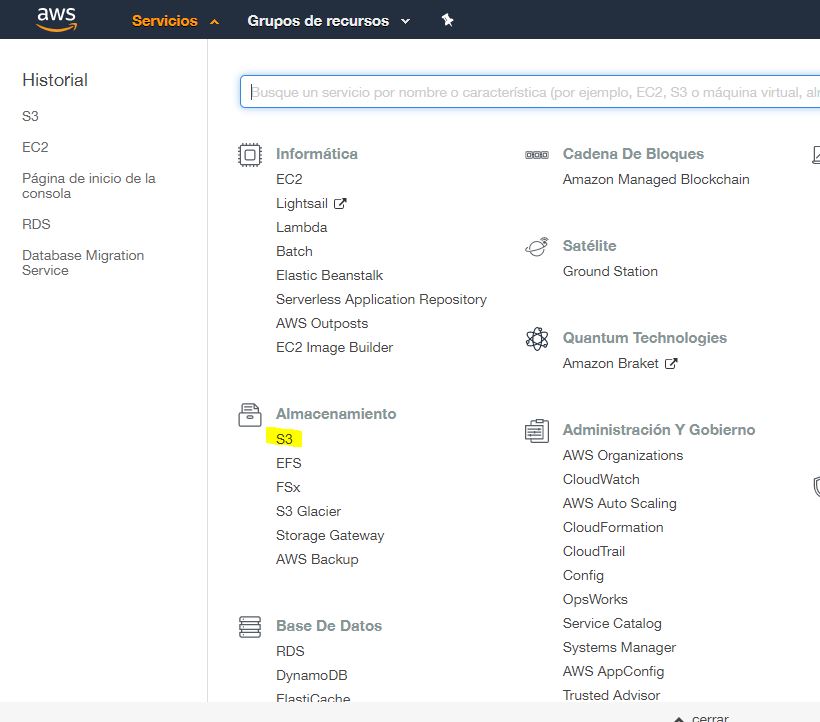 aws
Servicios
Grupos de recursos
Historial
S3
EC2
Página de inicio de la
consola
RDS
Database Migration
Service
Busque un servicio por nombre o característica (por ejemplo, EC2, S3 o máquina virtual, alm
Informática
EC2
Lightsail
Lambda
Batch
Elastic Beanstalk
Serverless Application Repository
AWS Outposts
EC2 Image Builder
Almacenamiento
S3
EFS
FSx
S3 Glacier
Storage Gateway
AWS Backup
Base De Datos
RDS
DynamoDB
ElastiCache
Cadena De Bloques
Amazon Managed Blockchain
Satélite
Ground Station
Quantum Technologies
Amazon Braket
Administración Y Gobierno
AWS Organizations
CloudWatch
AWS Auto Scaling
CloudFormation
CloudTrail
Config
OpsWorks
Service Catalog
Systems Manager
AWS AppConfig
Trusted Advisor
cerrar